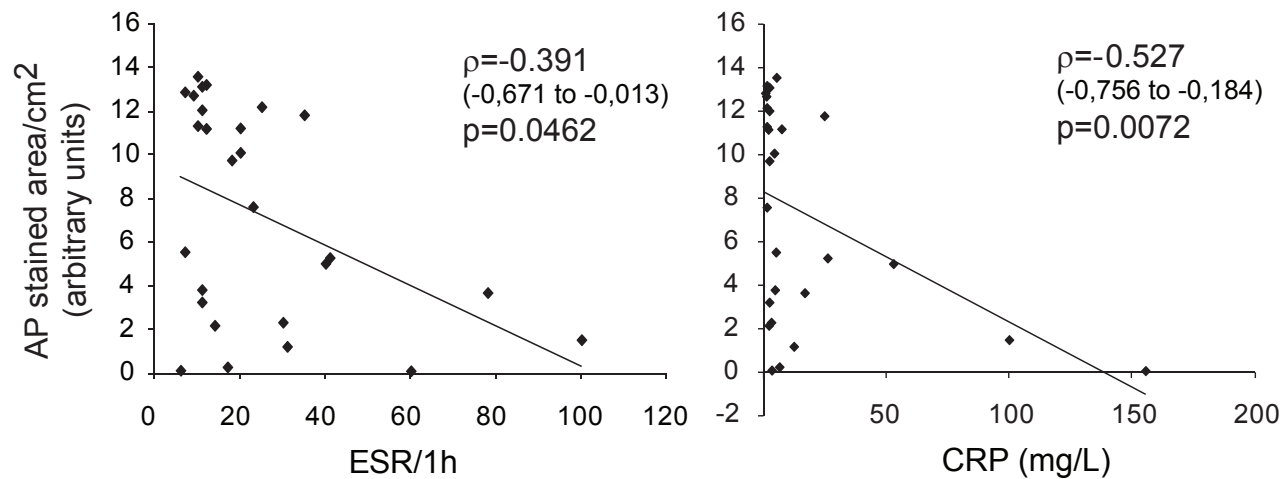 AP stained area/cm2
(arbitrary units)
16
14
12
10
8
6
4
2
0
0 20 40 60 80 100 120
ESR/1h
ρ=-0.391
(-0,671 to -0,013)
p=0.0462
16
14
12
10
8
6
4
2
0
-2
50 100 150 200
CRP (mg/L)
ρ=-0.527
(-0,756 to -0,184)
p=0.0072